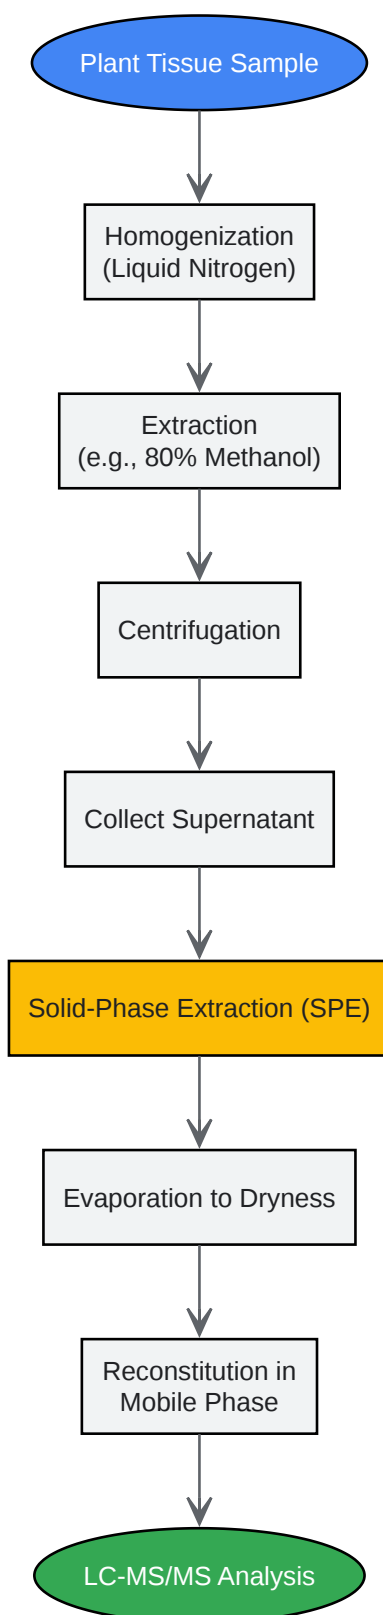 Plant Tissue Sample
Homogenization
(Liquid Nitrogen)
Extraction
(e.g., 80% Methanol)
Centrifugation
Collect Supernatant
Solid-Phase Extraction (SPE)
Evaporation to Dryness
Reconstitution in
Mobile Phase
LC-MS/MS Analysis